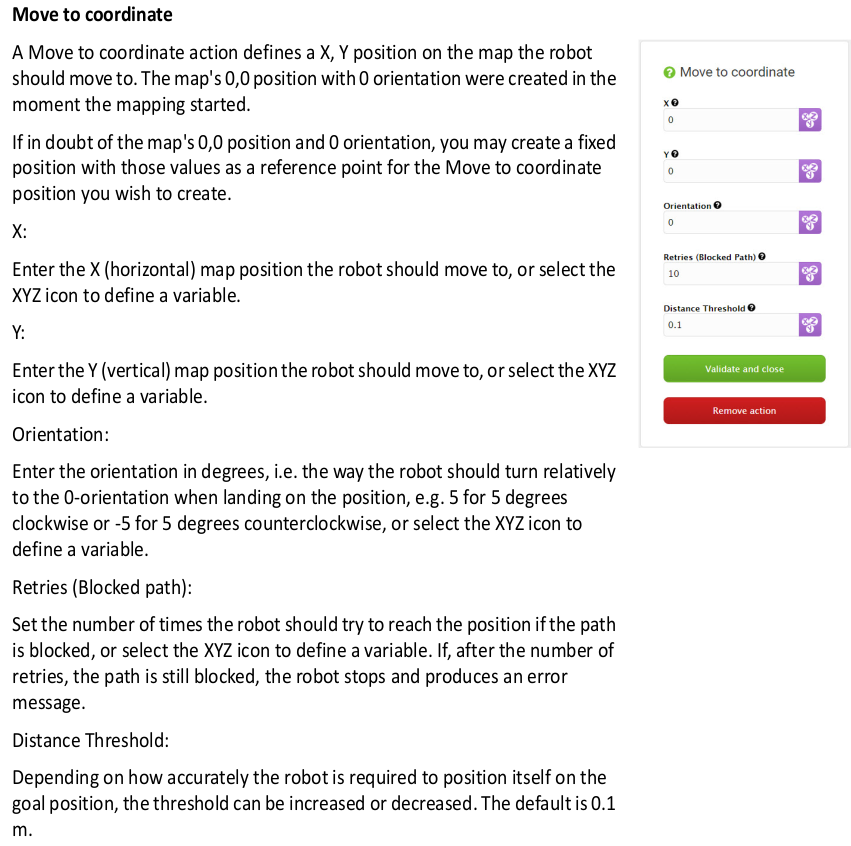 Move to coordinate
A Move to coordinate action defines a X, Y position on the map the robot
should move to. The map's 0,0 position with 0 orientation were created in the
moment the mapping started.
If in doubt of the map's 0,0 position and 0 orientation, you may create a fixed
position with those values as a reference point for the Move to coordinate
position you wish to create.
X:
Enter the X (horizontal) map position the robot should move to, or select the
XYZ icon to define a variable.
Y:
Enter the Y (vertical) map position the robot should move to, or select the XYZ
icon to define a variable.
Orientation:
Enter the orientation in degrees, i.e. the way the robot should turn relatively
to the 0-orientation when landing on the position, e.g. 5 for 5 degrees
clockwise or -5 for 5 degrees counterclockwise, or select the XYZ icon to
define a variable.
Retries (Blocked path):
Set the number of times the robot should try to reach the position if the path
is blocked, or select the XYZ icon to define a variable. If, after the number of
retries, the path is still blocked, the robot stops and produces an error
message.
Distance Threshold:
Depending on how accurately the robot is required to position itself on the
goal position, the threshold can be increased or decreased. The default is 0.1
m.
? Move to coordinate
X ?
0
X Z Y
Y ?
0
X Z Y
Orientation ?
0
X Z Y
Retries (Blocked Path) ?
10
X Z Y
Distance Threshold ?
0.1
X Z Y
Validate and close
Remove action